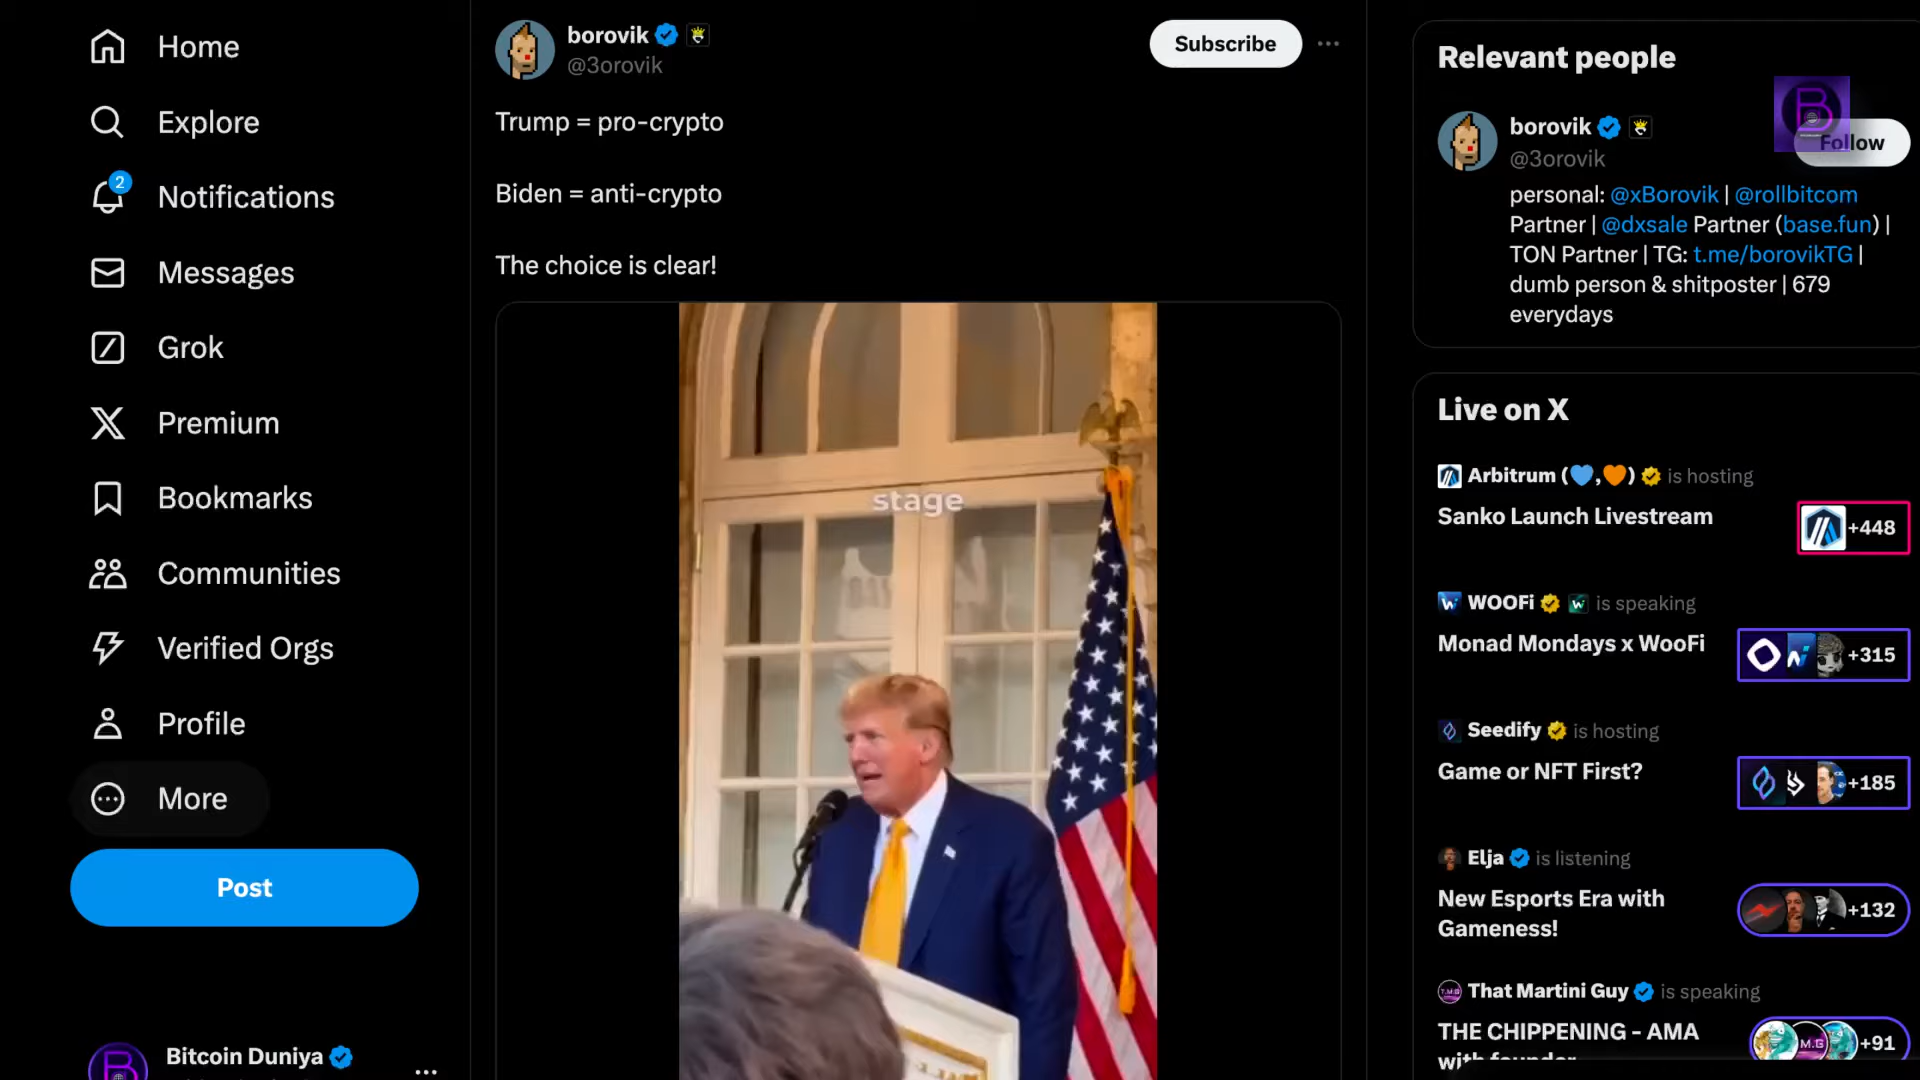 Home
Explore
2
Notifications
Messages
Grok
Premium
Bookmarks
Communities
Verified Orgs
Profile
More
Post
Bitcoin Duniya
borovik
@3orovik
Subscribe
Trump = pro-crypto
Biden = anti-crypto
The choice is clear!
stage
Relevant people
borovik
@3orovik
Follow
personal: @xBorovik | @rollbitcom
Partner | @dxsale Partner (base.fun) |
TON Partner | TG: t.me/borovikTG |
dumb person & shitposter | 679
everydays
Live on X
Arbitrum (💙,🧡) is hosting
Sanko Launch Livestream
+448
WOOFi is speaking
Monad Mondays x WooFi
+315
Seedify is hosting
Game or NFT First?
+185
Elja is listening
New Esports Era with
Gameness!
+132
That Martini Guy is speaking
THE CHIPPENING - AMA
with founder
+91